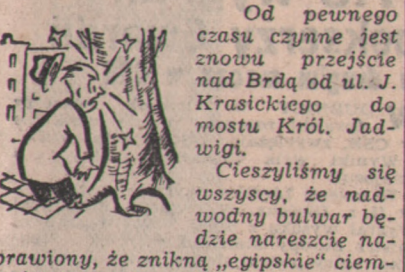 Od pewnego
czasu czynne jest
znowu przejście
nad Brdą od ul. J.
Krasickiego do
mostu Król. Jad-
wigi.
Cieszyliśmy się
wszyscy, że nad-
wodny bulwar bę-
dzie nareszcie na-
prawiony, że znikną „egipskie" ciem-